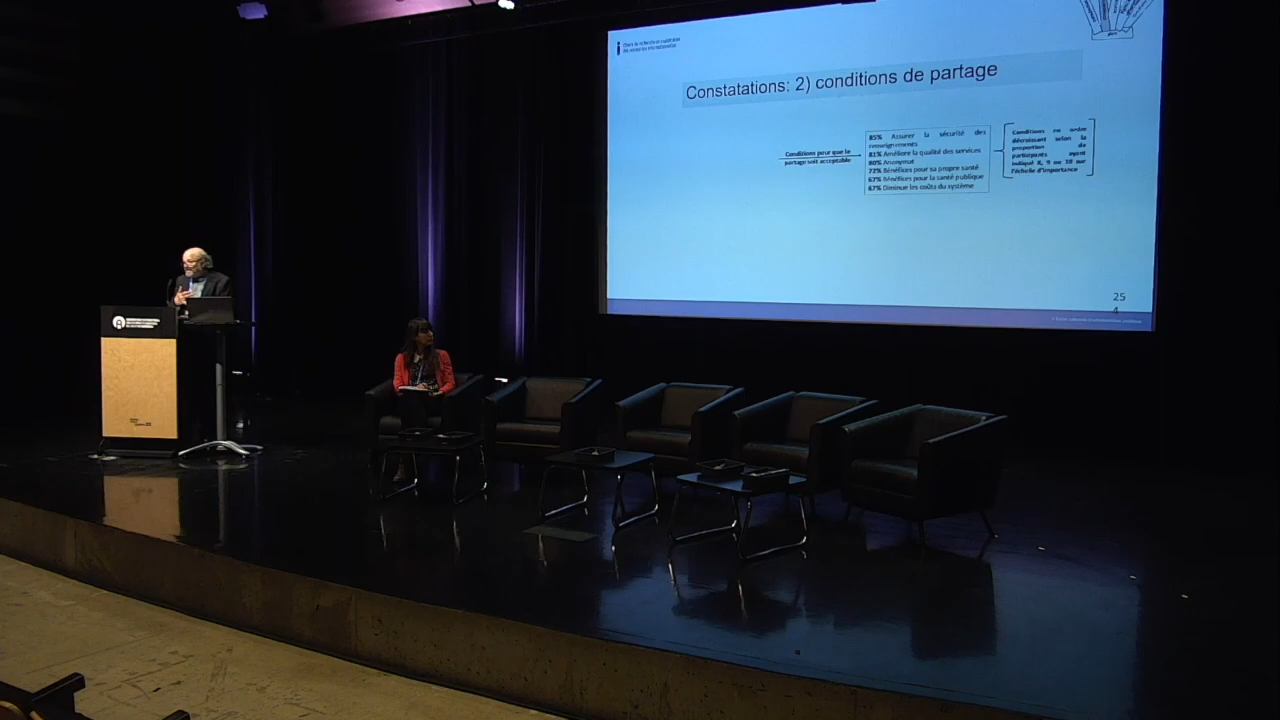 Constatations: 2) conditions de partage
Conditions pour que le
partage soit acceptable
85% Assurer la sécurité des
renseignements
81% Améliore la qualité des services
80% Anonymat
72% Bénéfices pour sa propre santé
67% Bénéfices pour la santé publique
67% Diminue les coûts du système
Conditions en ordre
décroissant selon la
proportion de
participants ayant
indiqué 8, 9 ou 10 sur
l'échelle d'importance
25
4